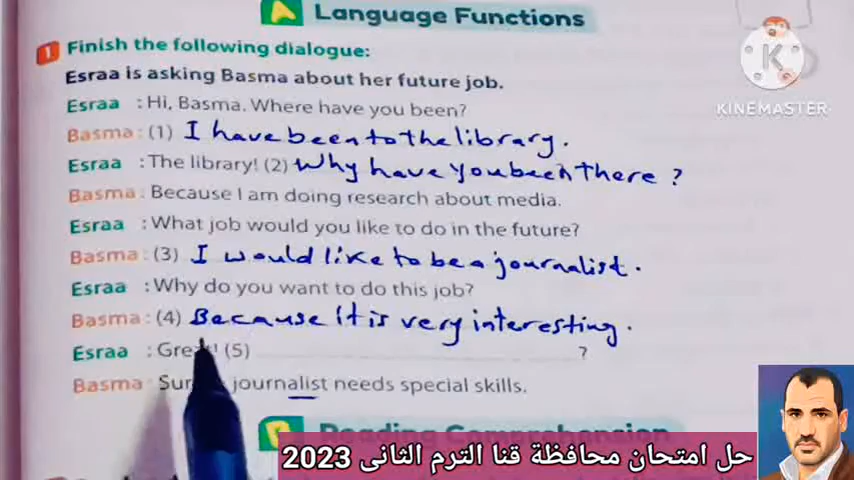 A Language Functions
1 Finish the following dialogue:
Esraa is asking Basma about her future job.
Esraa : Hi, Basma. Where have you been?
Basma : (1) I have been to the library.
Esraa : The library! (2) Why have you been there ?
Basma : Because I am doing research about media.
Esraa : What job would you like to do in the future?
Basma : (3) I would like to be a journalist.
Esraa : Why do you want to do this job?
Basma : (4) Because It is very interesting.
Esraa : Great! (5) ?
Basma : journalist needs special skills.
Reading Comprehension
K
KINEMASTER
حل امتحان محافظة قنا الترم الثانى 2023